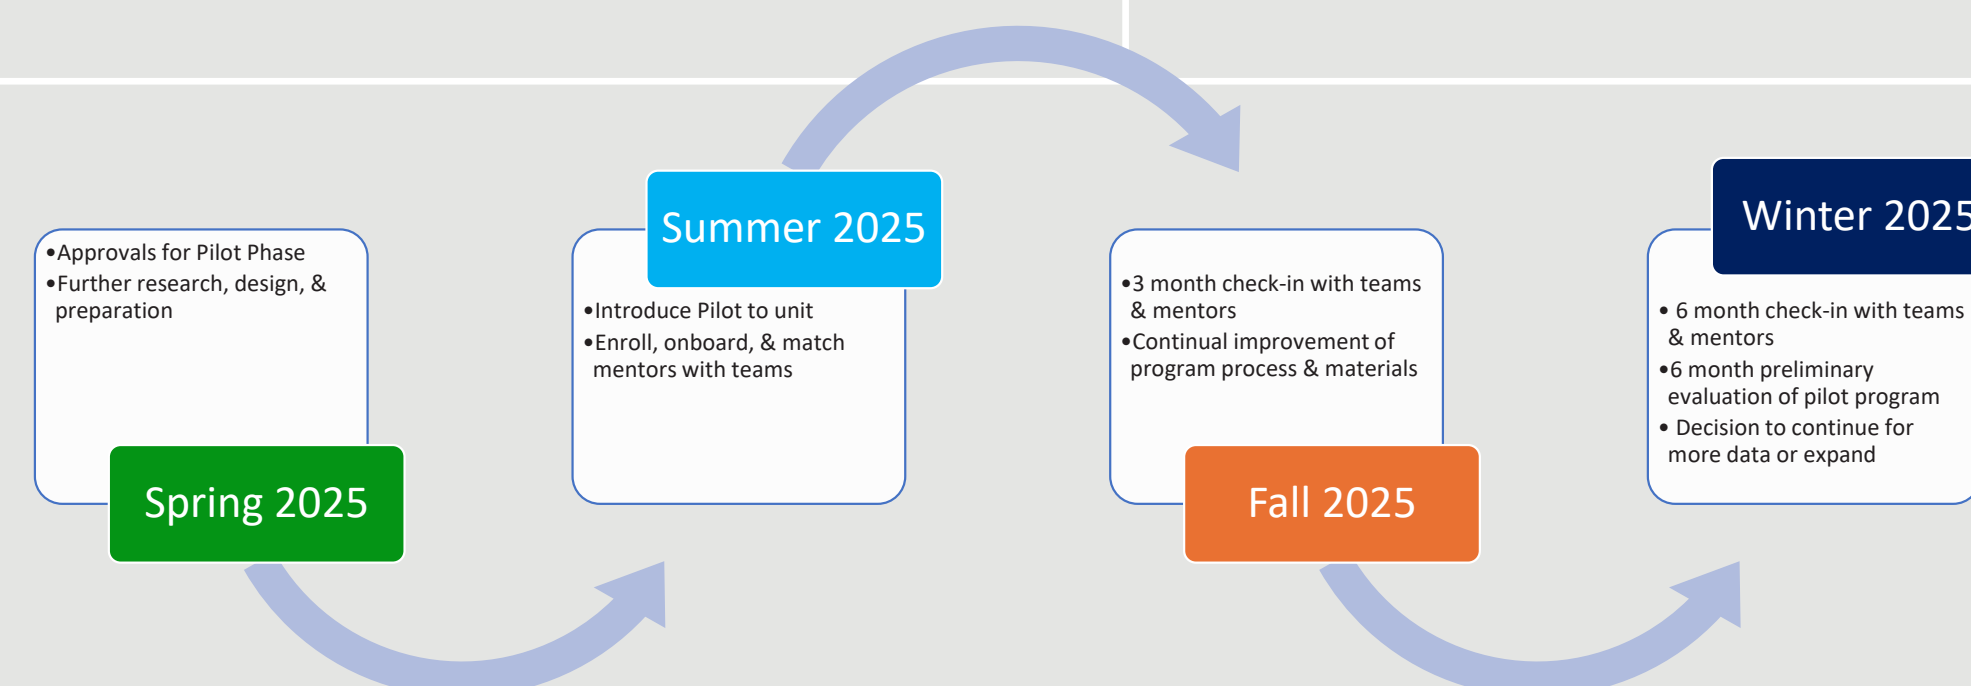 •Approvals for Pilot Phase
•Further research, design, &
preparation
Spring 2025
Summer 2025
•Introduce Pilot to unit
•Enroll, onboard, & match
mentors with teams
•3 month check-in with teams
& mentors
•Continual improvement of
program process & materials
Fall 2025
Winter 2025
• 6 month check-in with teams
& mentors
•6 month preliminary
evaluation of pilot program
• Decision to continue for
more data or expand